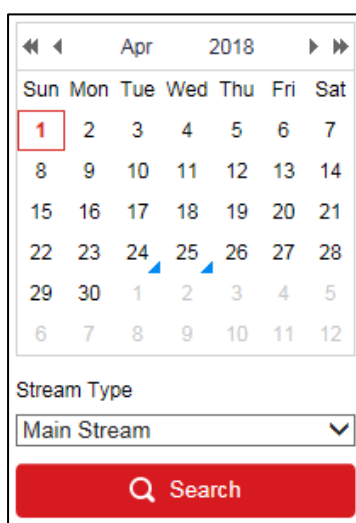 Apr 2018
Sun Mon Tue Wed Thu Fri Sat
1 2 3 4 5 6 7
8 9 10 11 12 13 14
15 16 17 18 19 20 21
22 23 24 25 26 27 28
29 30 1 2 3 4 5
6 7 8 9 10 11 12
Stream Type
Main Stream
Search